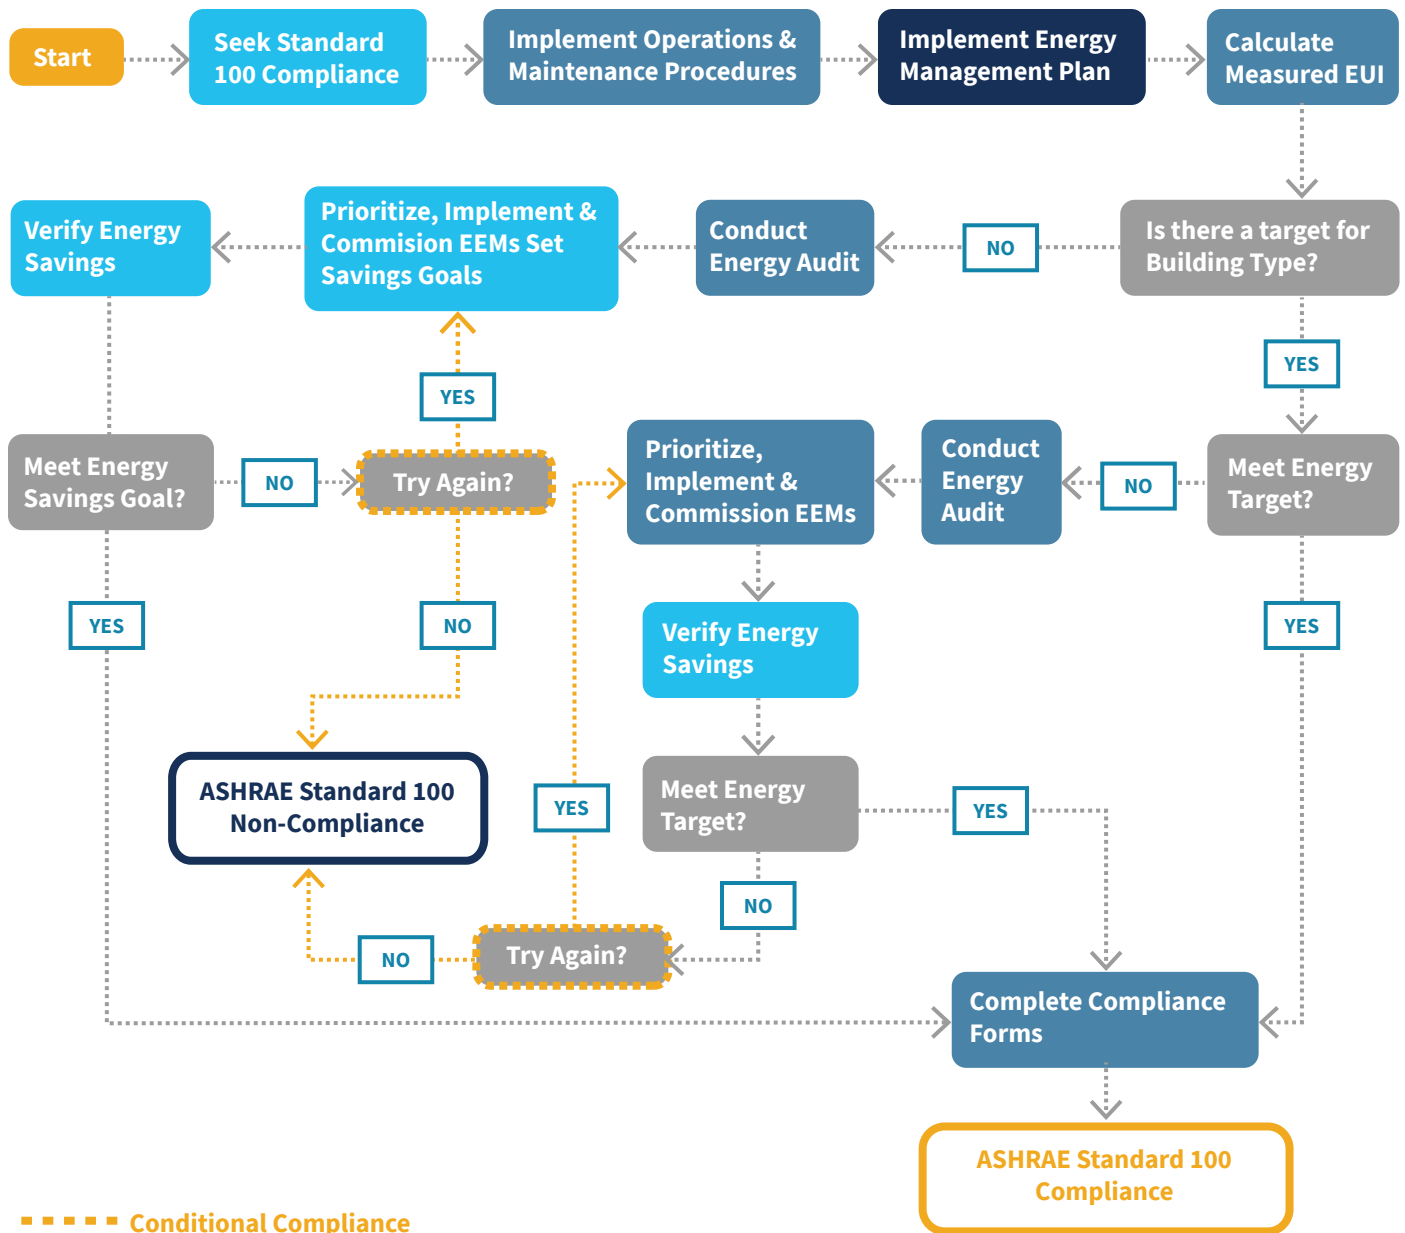 Start
Seek Standard
100 Compliance
Implement Operations &
Maintenance Procedures
Implement Energy
Management Plan
Calculate
Measured EUI
Verify Energy
Savings
Prioritize, Implement &
Commision EEMs Set
Savings Goals
Conduct
Energy Audit
NO
Is there a target for
Building Type?
YES
YES
Meet Energy
Savings Goal?
NO
Try Again?
Prioritize,
Implement &
Commission EEMs
Conduct
Energy
Audit
NO
Meet Energy
Target?
YES
NO
Verify Energy
Savings
YES
ASHRAE Standard 100
Non-Compliance
YES
Meet Energy
Target?
YES
NO
NO
Try Again?
Complete Compliance
Forms
ASHRAE Standard 100
Compliance
Conditional Compliance